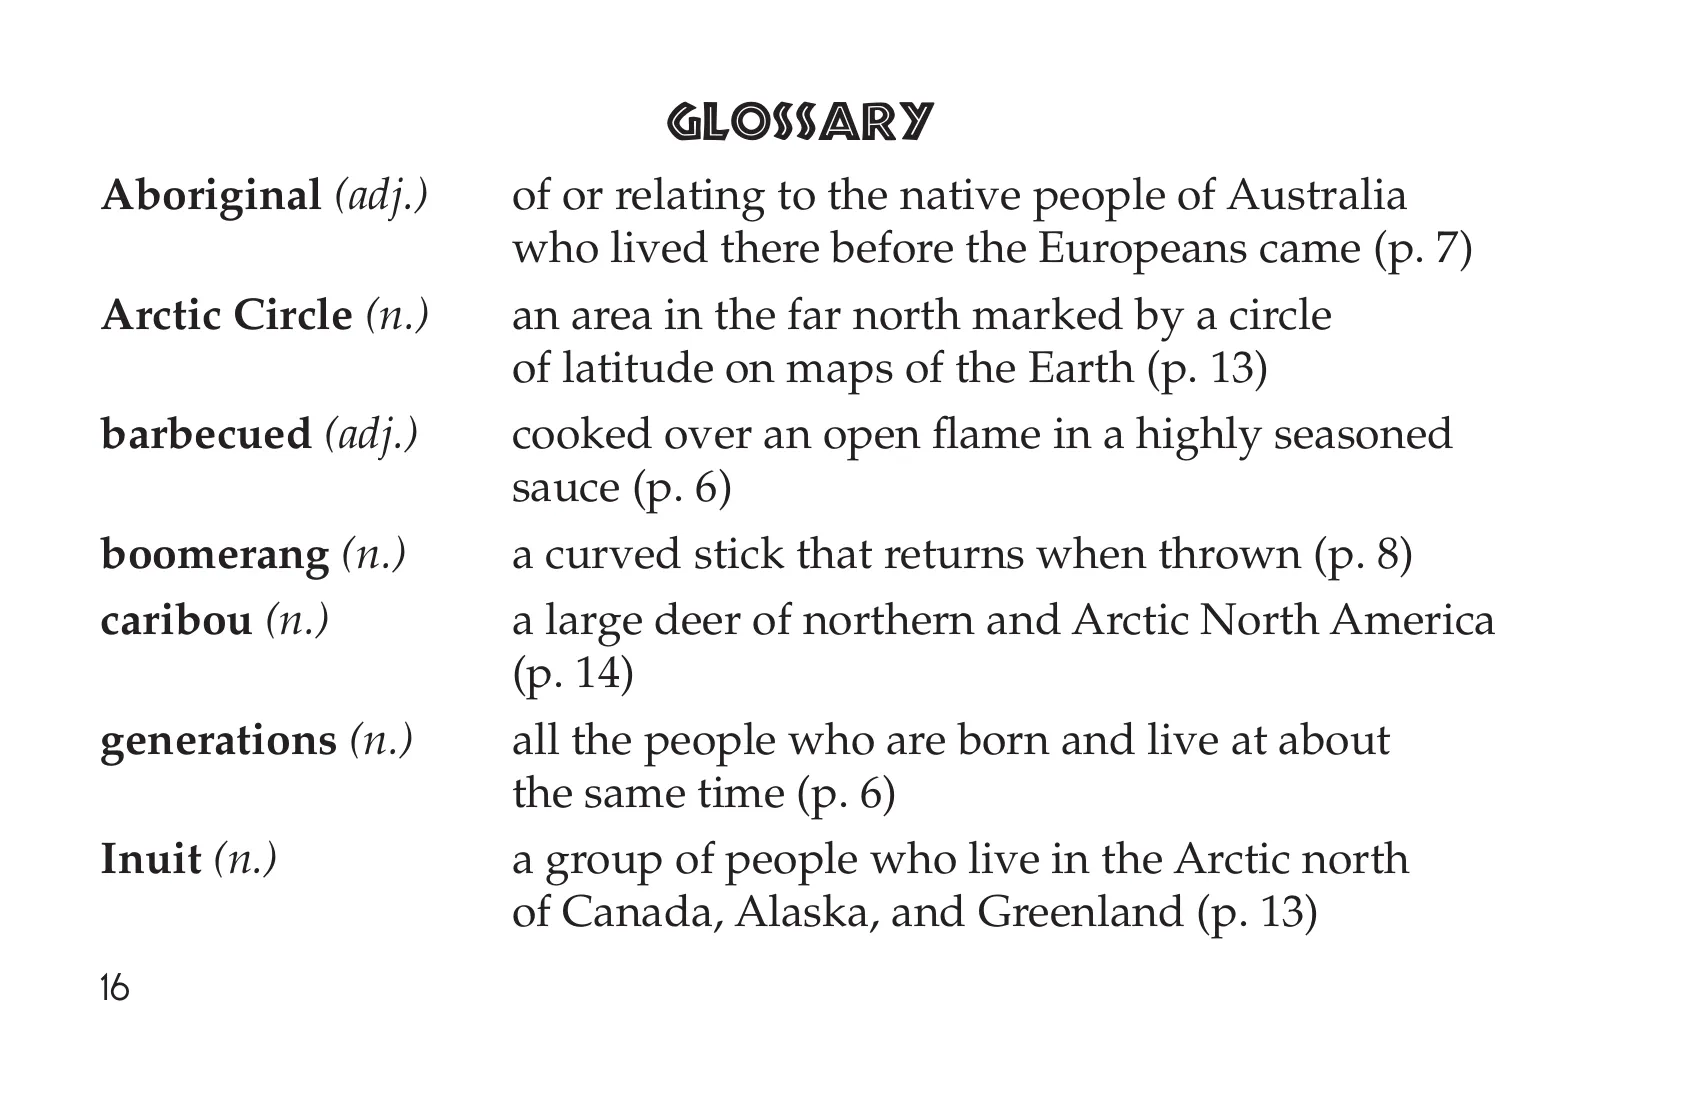 GLOSSARY
Aboriginal (adj.) of or relating to the native people of Australia
who lived there before the Europeans came (p. 7)
Arctic Circle (n.) an area in the far north marked by a circle
of latitude on maps of the Earth (p. 13)
barbecued (adj.) cooked over an open flame in a highly seasoned
sauce (p. 6)
boomerang (n.) a curved stick that returns when thrown (p. 8)
caribou (n.) a large deer of northern and Arctic North America
(p. 14)
generations (n.) all the people who are born and live at about
the same time (p. 6)
Inuit (n.) a group of people who live in the Arctic north
of Canada, Alaska, and Greenland (p. 13)
16